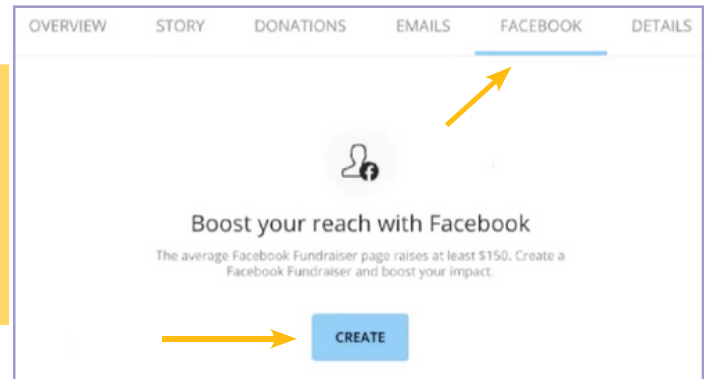 OVERVIEW STORY DONATIONS EMAILS FACEBOOK DETAILS
Boost your reach with Facebook
The average Facebook Fundraiser page raises at least $150. Create a
Facebook Fundraiser and boost your impact.
CREATE